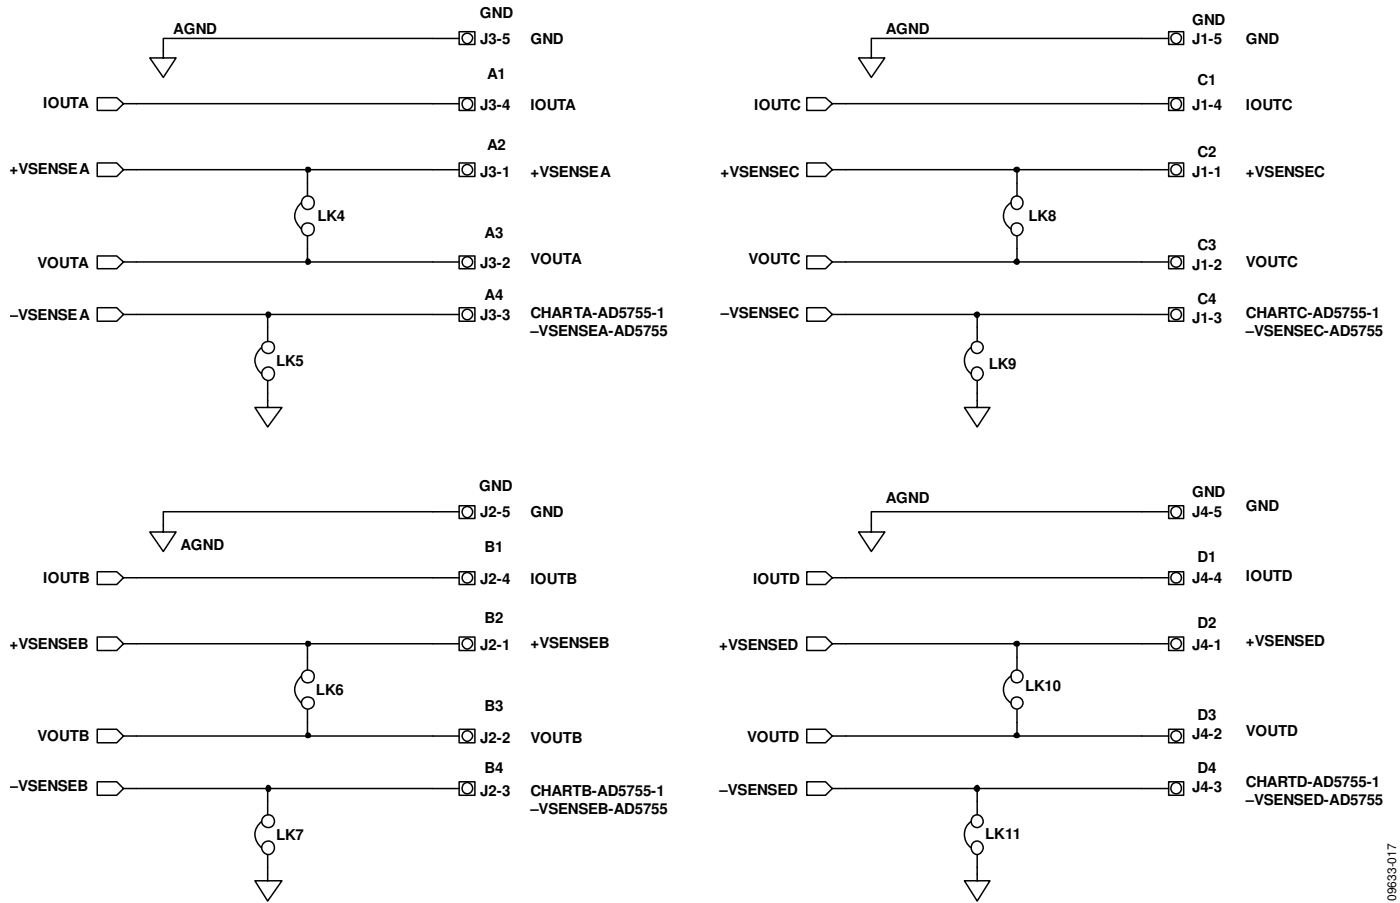 GND
AGND
J3-5 GND
A1
IOUTA J3-4 IOUTA
A2
+VSENSEA J3-1 +VSENSEA
LK4
A3
VOUTA J3-2 VOUTA
A4
–VSENSEA J3-3 CHARTA-AD5755-1
–VSENSEA-AD5755
LK5
GND
AGND
J1-5 GND
C1
IOUTC J1-4 IOUTC
C2
+VSENSEC J1-1 +VSENSEC
LK8
C3
VOUTC J1-2 VOUTC
C4
–VSENSEC J1-3 CHARTC-AD5755-1
–VSENSEC-AD5755
LK9
GND
J2-5 GND
AGND
B1
IOUTB J2-4 IOUTB
B2
+VSENSEB J2-1 +VSENSEB
LK6
B3
VOUTB J2-2 VOUTB
B4
–VSENSEB J2-3 CHARTB-AD5755-1
–VSENSEB-AD5755
LK7
GND
AGND
J4-5 GND
D1
IOUTD J4-4 IOUTD
D2
+VSENSED J4-1 +VSENSED
LK10
D3
VOUTD J4-2 VOUTD
D4
–VSENSED J4-3 CHARTD-AD5755-1
–VSENSED-AD5755
LK11
09633-017